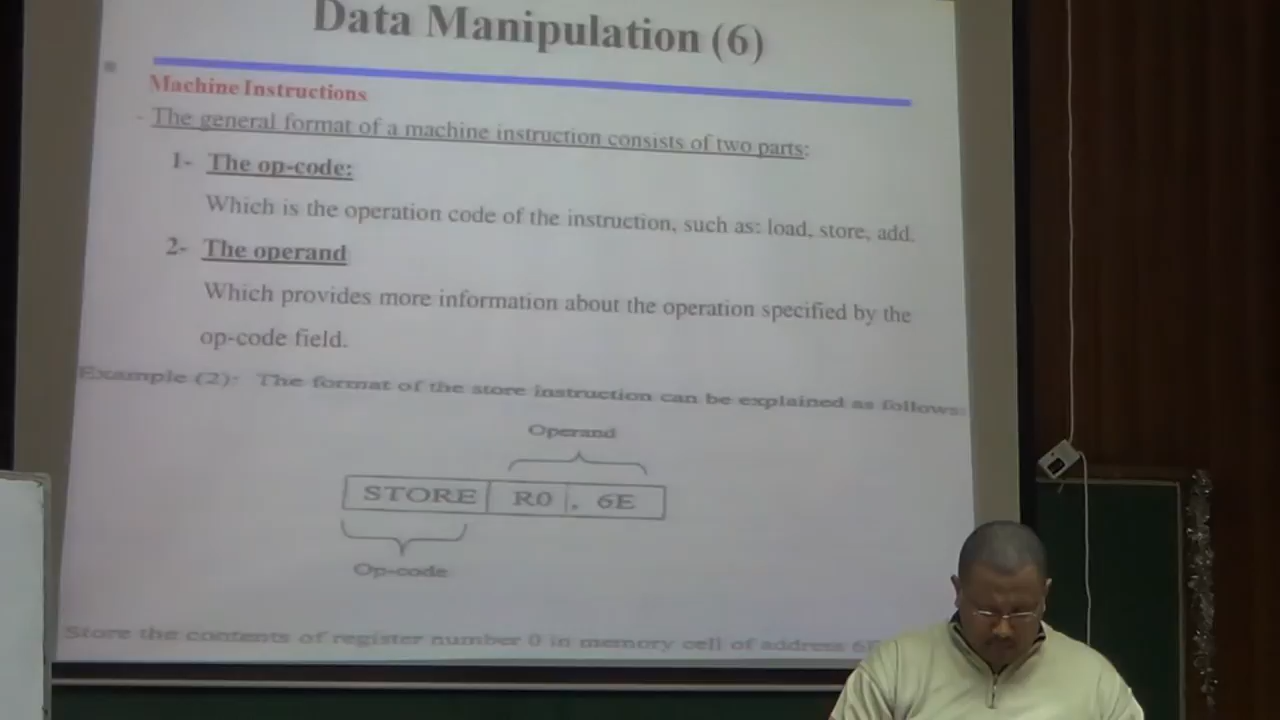 Data Manipulation (6)
Machine Instructions
- The general format of a machine instruction consists of two parts:
1- The op-code:
Which is the operation code of the instruction, such as: load, store, add.
2- The operand
Which provides more information about the operation specified by the
op-code field.
Example (2): The format of the store instruction can be explained as follows:
Operand
STORE R0 , 6E
Op-code
Store the contents of register number 0 in memory cell of address